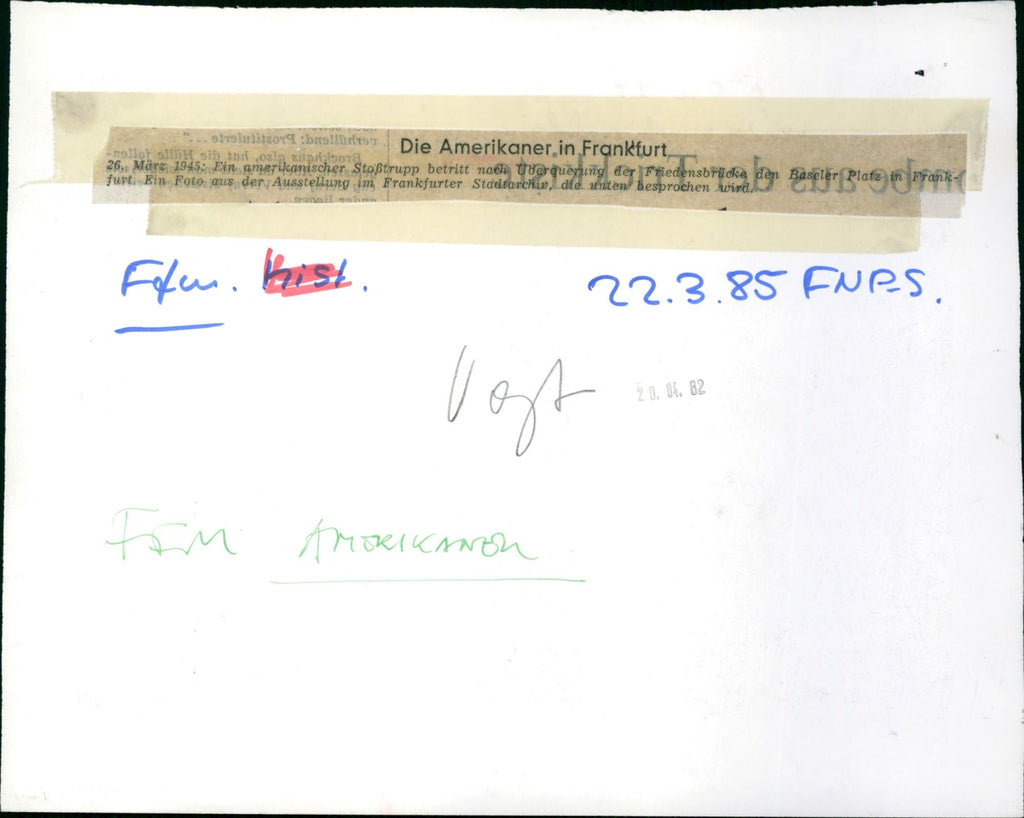 Die Amerikaner in Frankfurt
26. März 1945: Ein amerikanischer Stoßtrupp betritt nach Überquerung der Friedensbrücke den Baseler Platz in Frank-
furt. Ein Foto aus der Ausstellung im Frankfurter Stadtarchiv, die unten besprochen wird.
Ffm. hist. 22.3.85 FNP.S.
Vogt 20. 04. 82
FFM AMERIKANER